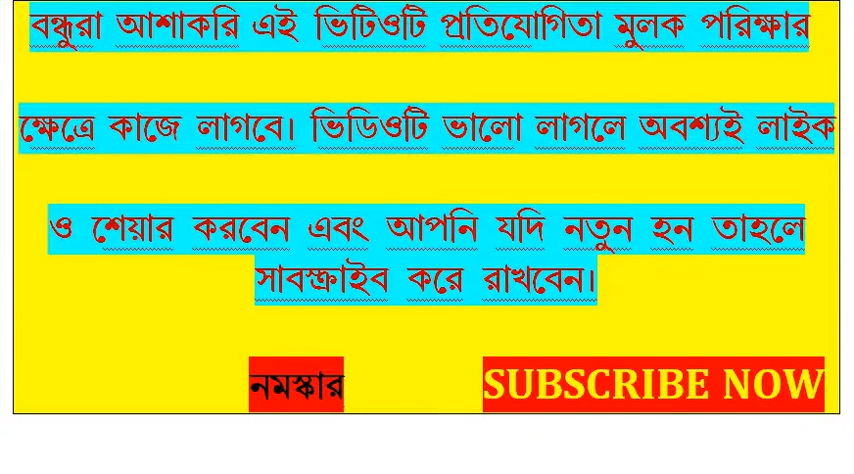 বন্ধুরা আশাকরি এই ভিটিওটি প্রতিযোগিতা মুলক পরিক্ষার
ক্ষেত্রে কাজে লাগবে। ভিডিওটি ভালো লাগলে অবশ্যই লাইক
ও শেয়ার করবেন এবং আপনি যদি নতুন হন তাহলে
সাবস্ক্রাইব করে রাখবেন।
নমস্কার SUBSCRIBE NOW